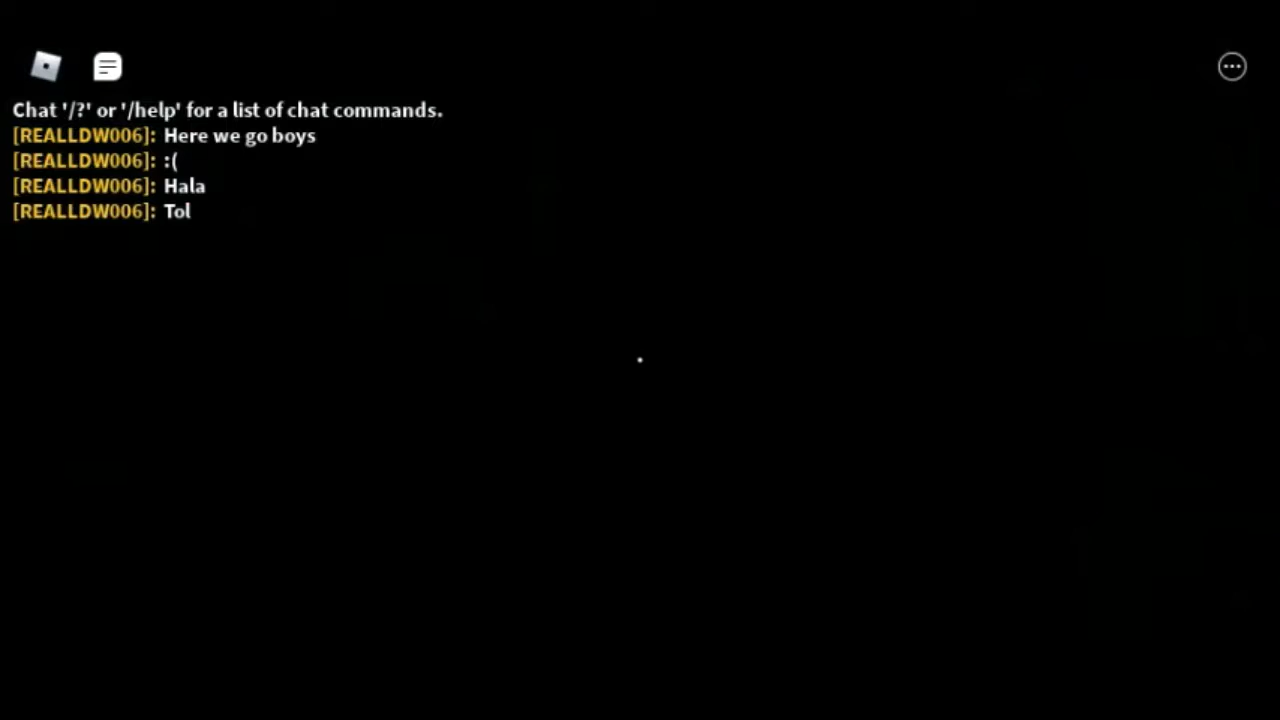 Chat '/?' or '/help' for a list of chat commands.
[REALLDW006]: Here we go boys
[REALLDW006]: :(
[REALLDW006]: Hala
[REALLDW006]: Tol